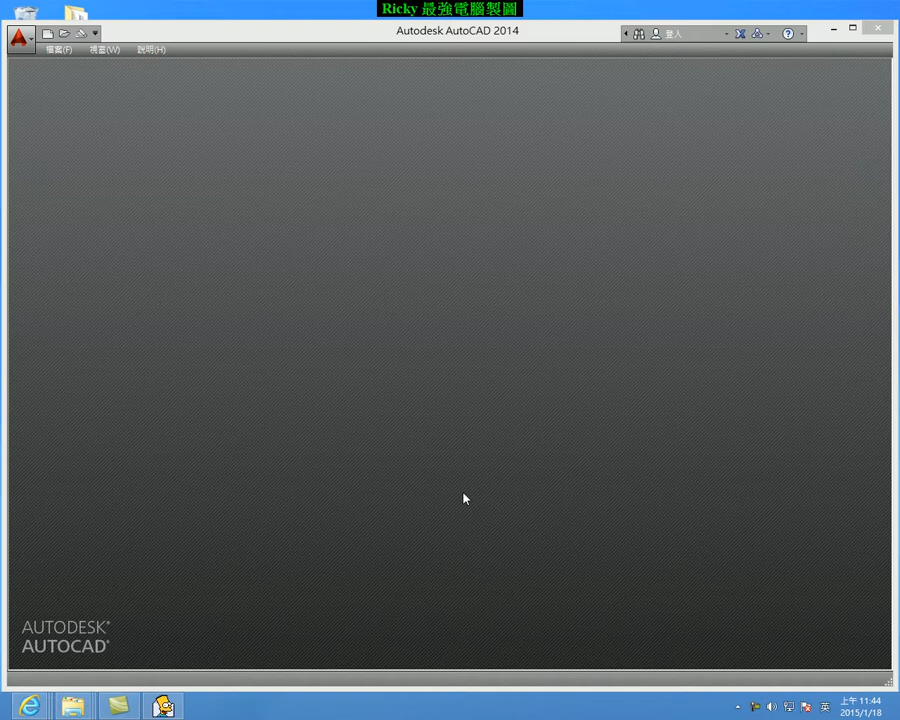 Ricky 最強電腦製圖
Autodesk AutoCAD 2014
登入
檔案(F) 視窗(W) 說明(H)
AUTODESK®
AUTOCAD®
英
上午 11:44
2015/1/18